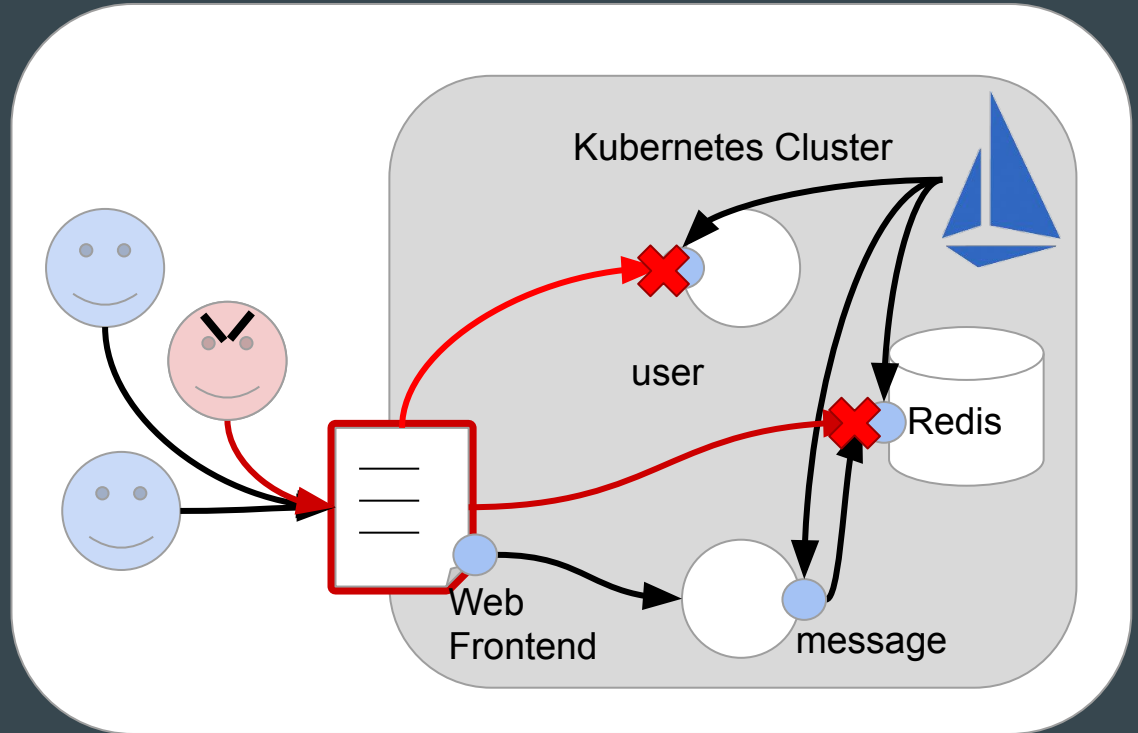 Kubernetes Cluster
user
Redis
Web
Frontend
message